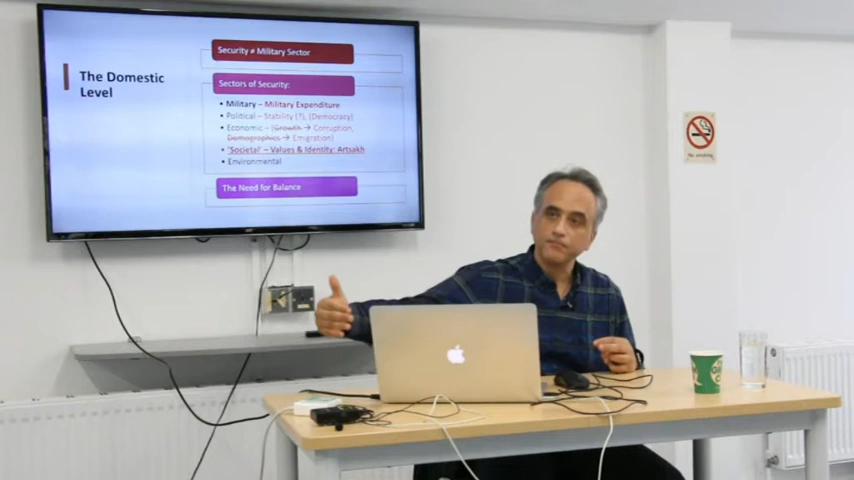 The Domestic
Level
Security ≠ Military Sector
Sectors of Security:
• Military – Military Expenditure
• Political – Stability (?), (Democracy)
• Economic – (Growth → Corruption,
Demographics → Emigration)
• 'Societal' – Values & Identity: Artsakh
• Environmental
The Need for Balance
No smoking